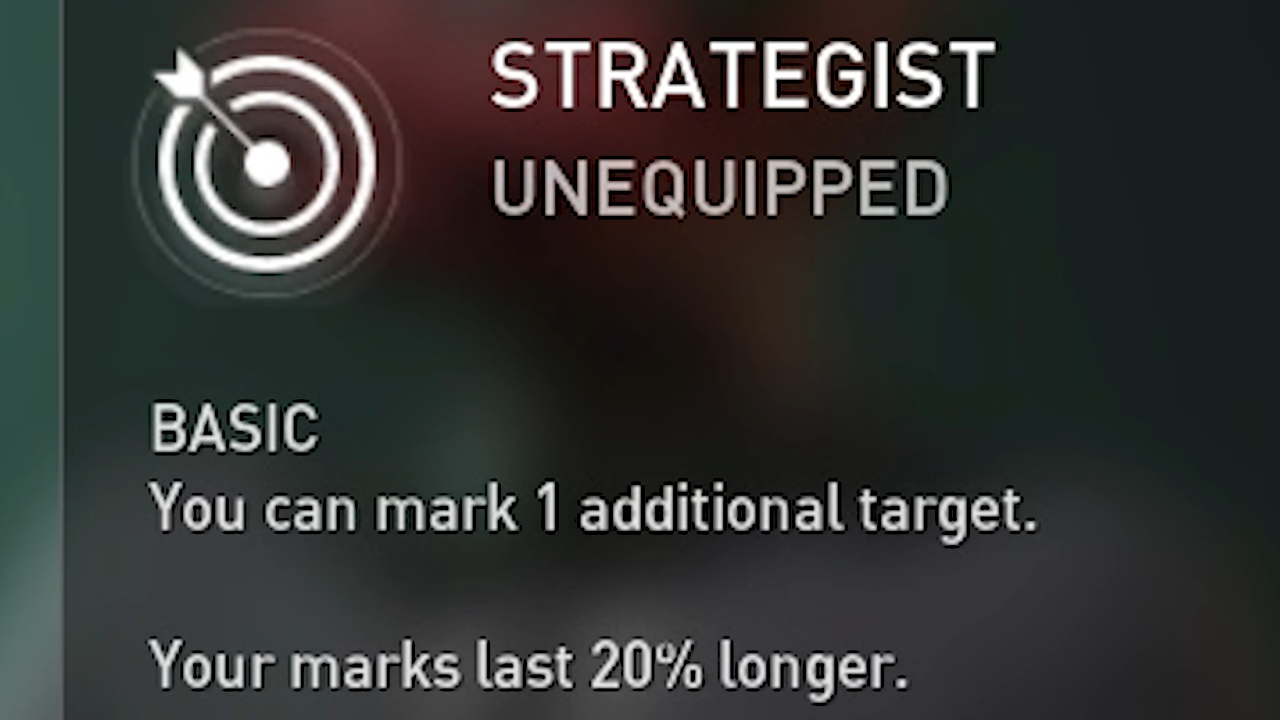 STRATEGIST
UNEQUIPPED
BASIC
You can mark 1 additional target.
Your marks last 20% longer.